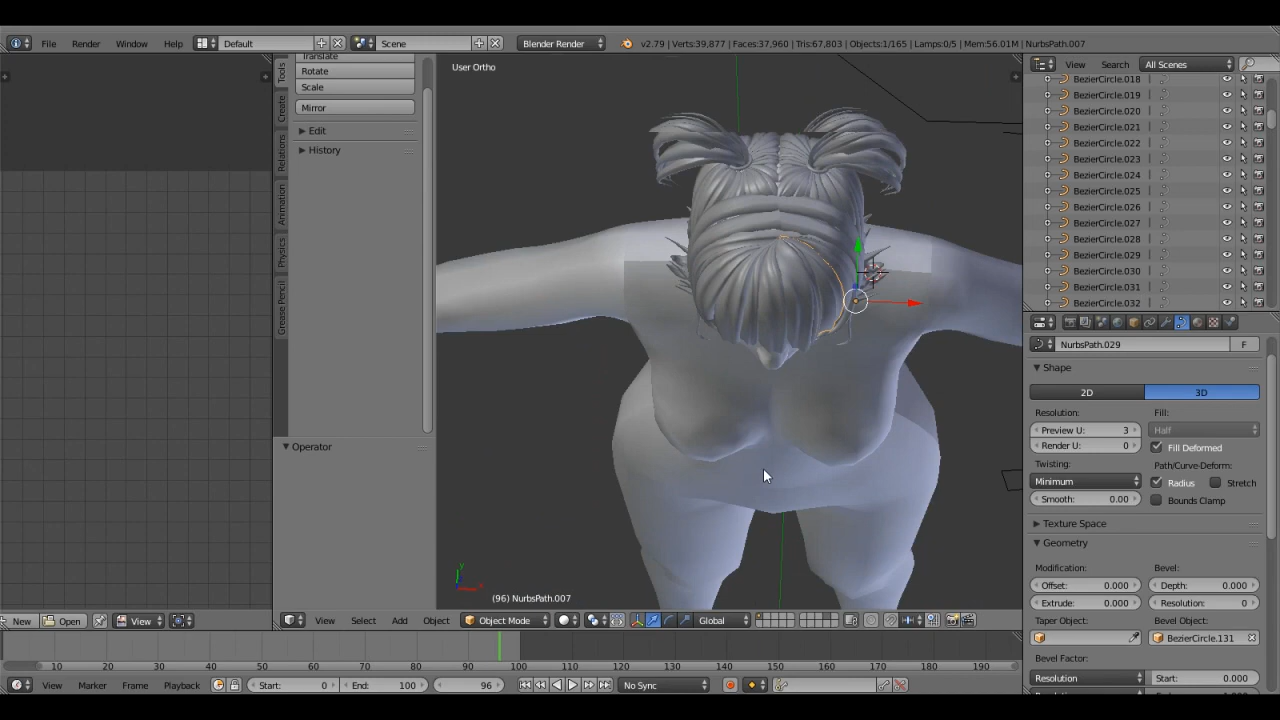 File Render Window Help Default Scene Blender Render v2.79 | Verts:39,877 | Faces:37,960 | Tris:67,803 | Objects:1/165 | Lamps:0/5 | Mem:56.01M | NurbsPath.007
Translate
Rotate
Scale
Mirror
Edit
History
Operator
Tools
Create
Relations
Animation
Physics
Grease Pencil
User Ortho
(96) NurbsPath.007
View Search All Scenes
BezierCircle.018
BezierCircle.019
BezierCircle.020
BezierCircle.021
BezierCircle.022
BezierCircle.023
BezierCircle.024
BezierCircle.025
BezierCircle.026
BezierCircle.027
BezierCircle.028
BezierCircle.029
BezierCircle.030
BezierCircle.031
BezierCircle.032
NurbsPath.029 F
Shape
2D 3D
Resolution: Fill:
Preview U: 3 Half
Render U: 0 Fill Deformed
Twisting: Path/Curve-Deform:
Minimum Radius Stretch
Smooth: 0.00 Bounds Clamp
Texture Space
Geometry
Modification: Bevel:
Offset: 0.000 Depth: 0.000
Extrude: 0.000 Resolution: 0
Taper Object: Bevel Object:
BezierCircle.131
Bevel Factor:
Resolution Start: 0.000
New Open View View Select Add Object Object Mode Global
10 20 30 40 50 60 70 80 90 100 110 120 130 140 150 160 170 180 190
View Marker Frame Playback Start: 0 End: 100 96 No Sync